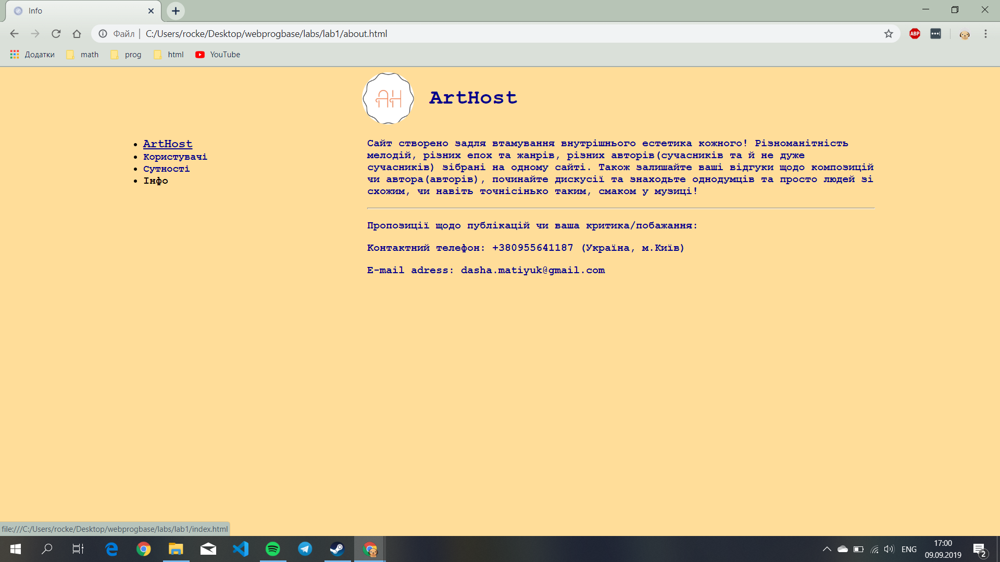 Info
Файл | C:/Users/rocke/Desktop/webprogbase/labs/lab1/about.html
ABP
Додатки math prog html YouTube
AH
ArtHost
ArtHost
Користувачі
Сутності
Інфо
Сайт створено задля втамування внутрішнього естетика кожного! Різноманітність
мелодій, різних епох та жанрів, різних авторів(сучасників та й не дуже
сучасників) зібрані на одному сайті. Також залишайте ваші відгуки щодо композицій
чи автора(авторів), починайте дискусії та знаходьте однодумців та просто людей зі
схожим, чи навіть точнісінько таким, смаком у музиці!
Пропозиції щодо публікацій чи ваша критика/побажання:
Контактний телефон: +380955641187 (Україна, м.Київ)
E-mail adress: dasha.matiyuk@gmail.com
file:///C:/Users/rocke/Desktop/webprogbase/labs/lab1/index.html
ENG
17:00
09.09.2019
2